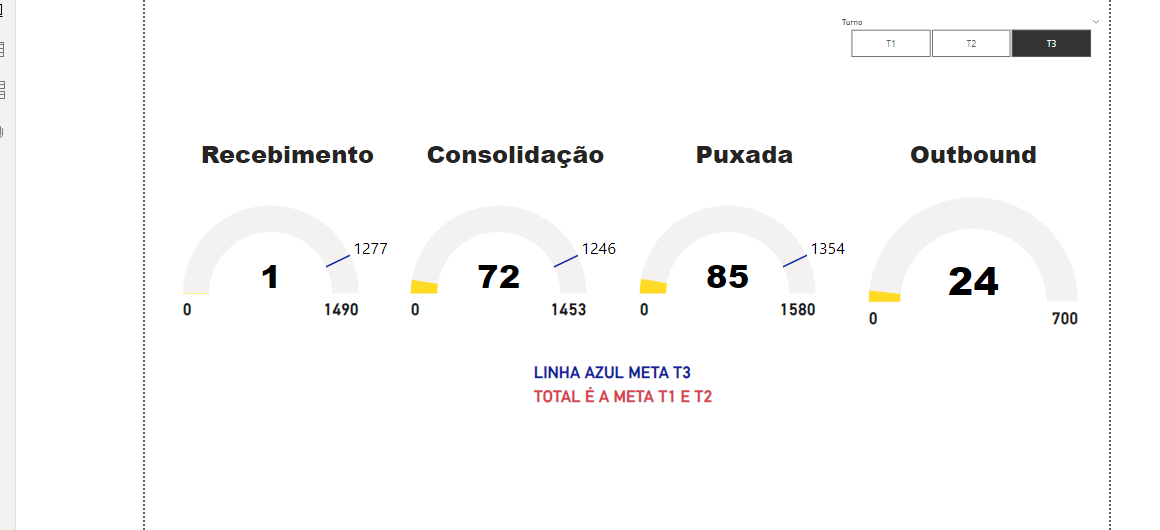 Turno
T1 T2 T3
Recebimento Consolidação Puxada Outbound
1277 1246 1354
1 72 85 24
0 1490 0 1453 0 1580 0 700
LINHA AZUL META T3
TOTAL É A META T1 E T2